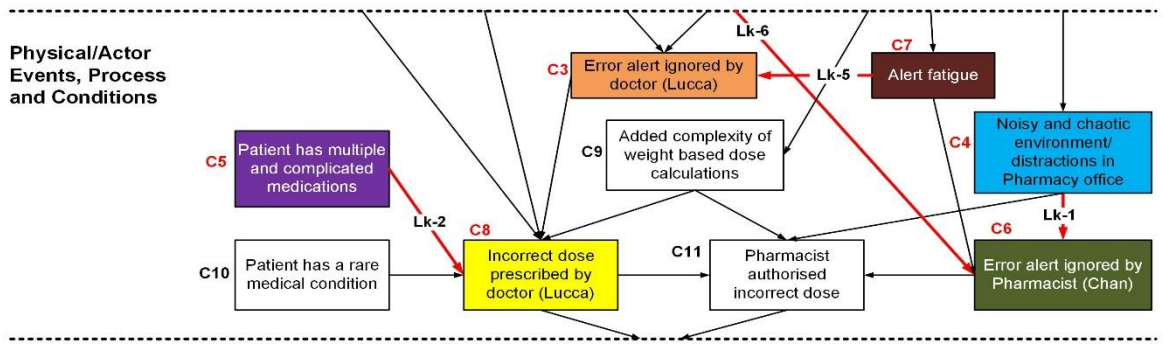 Physical/Actor
Events, Process
and Conditions
Lk-6
C3
Error alert ignored by
doctor (Lucca)
Lk-5
C7
Alert fatigue
C5
Patient has multiple
and complicated
medications
C9
Added complexity of
weight based dose
calculations
C4
Noisy and chaotic
environment/
distractions in
Pharmacy office
Lk-2
Lk-1
C10
Patient has a rare
medical condition
C8
Incorrect dose
prescribed by
doctor (Lucca)
C11
Pharmacist
authorised
incorrect dose
C6
Error alert ignored by
Pharmacist (Chan)